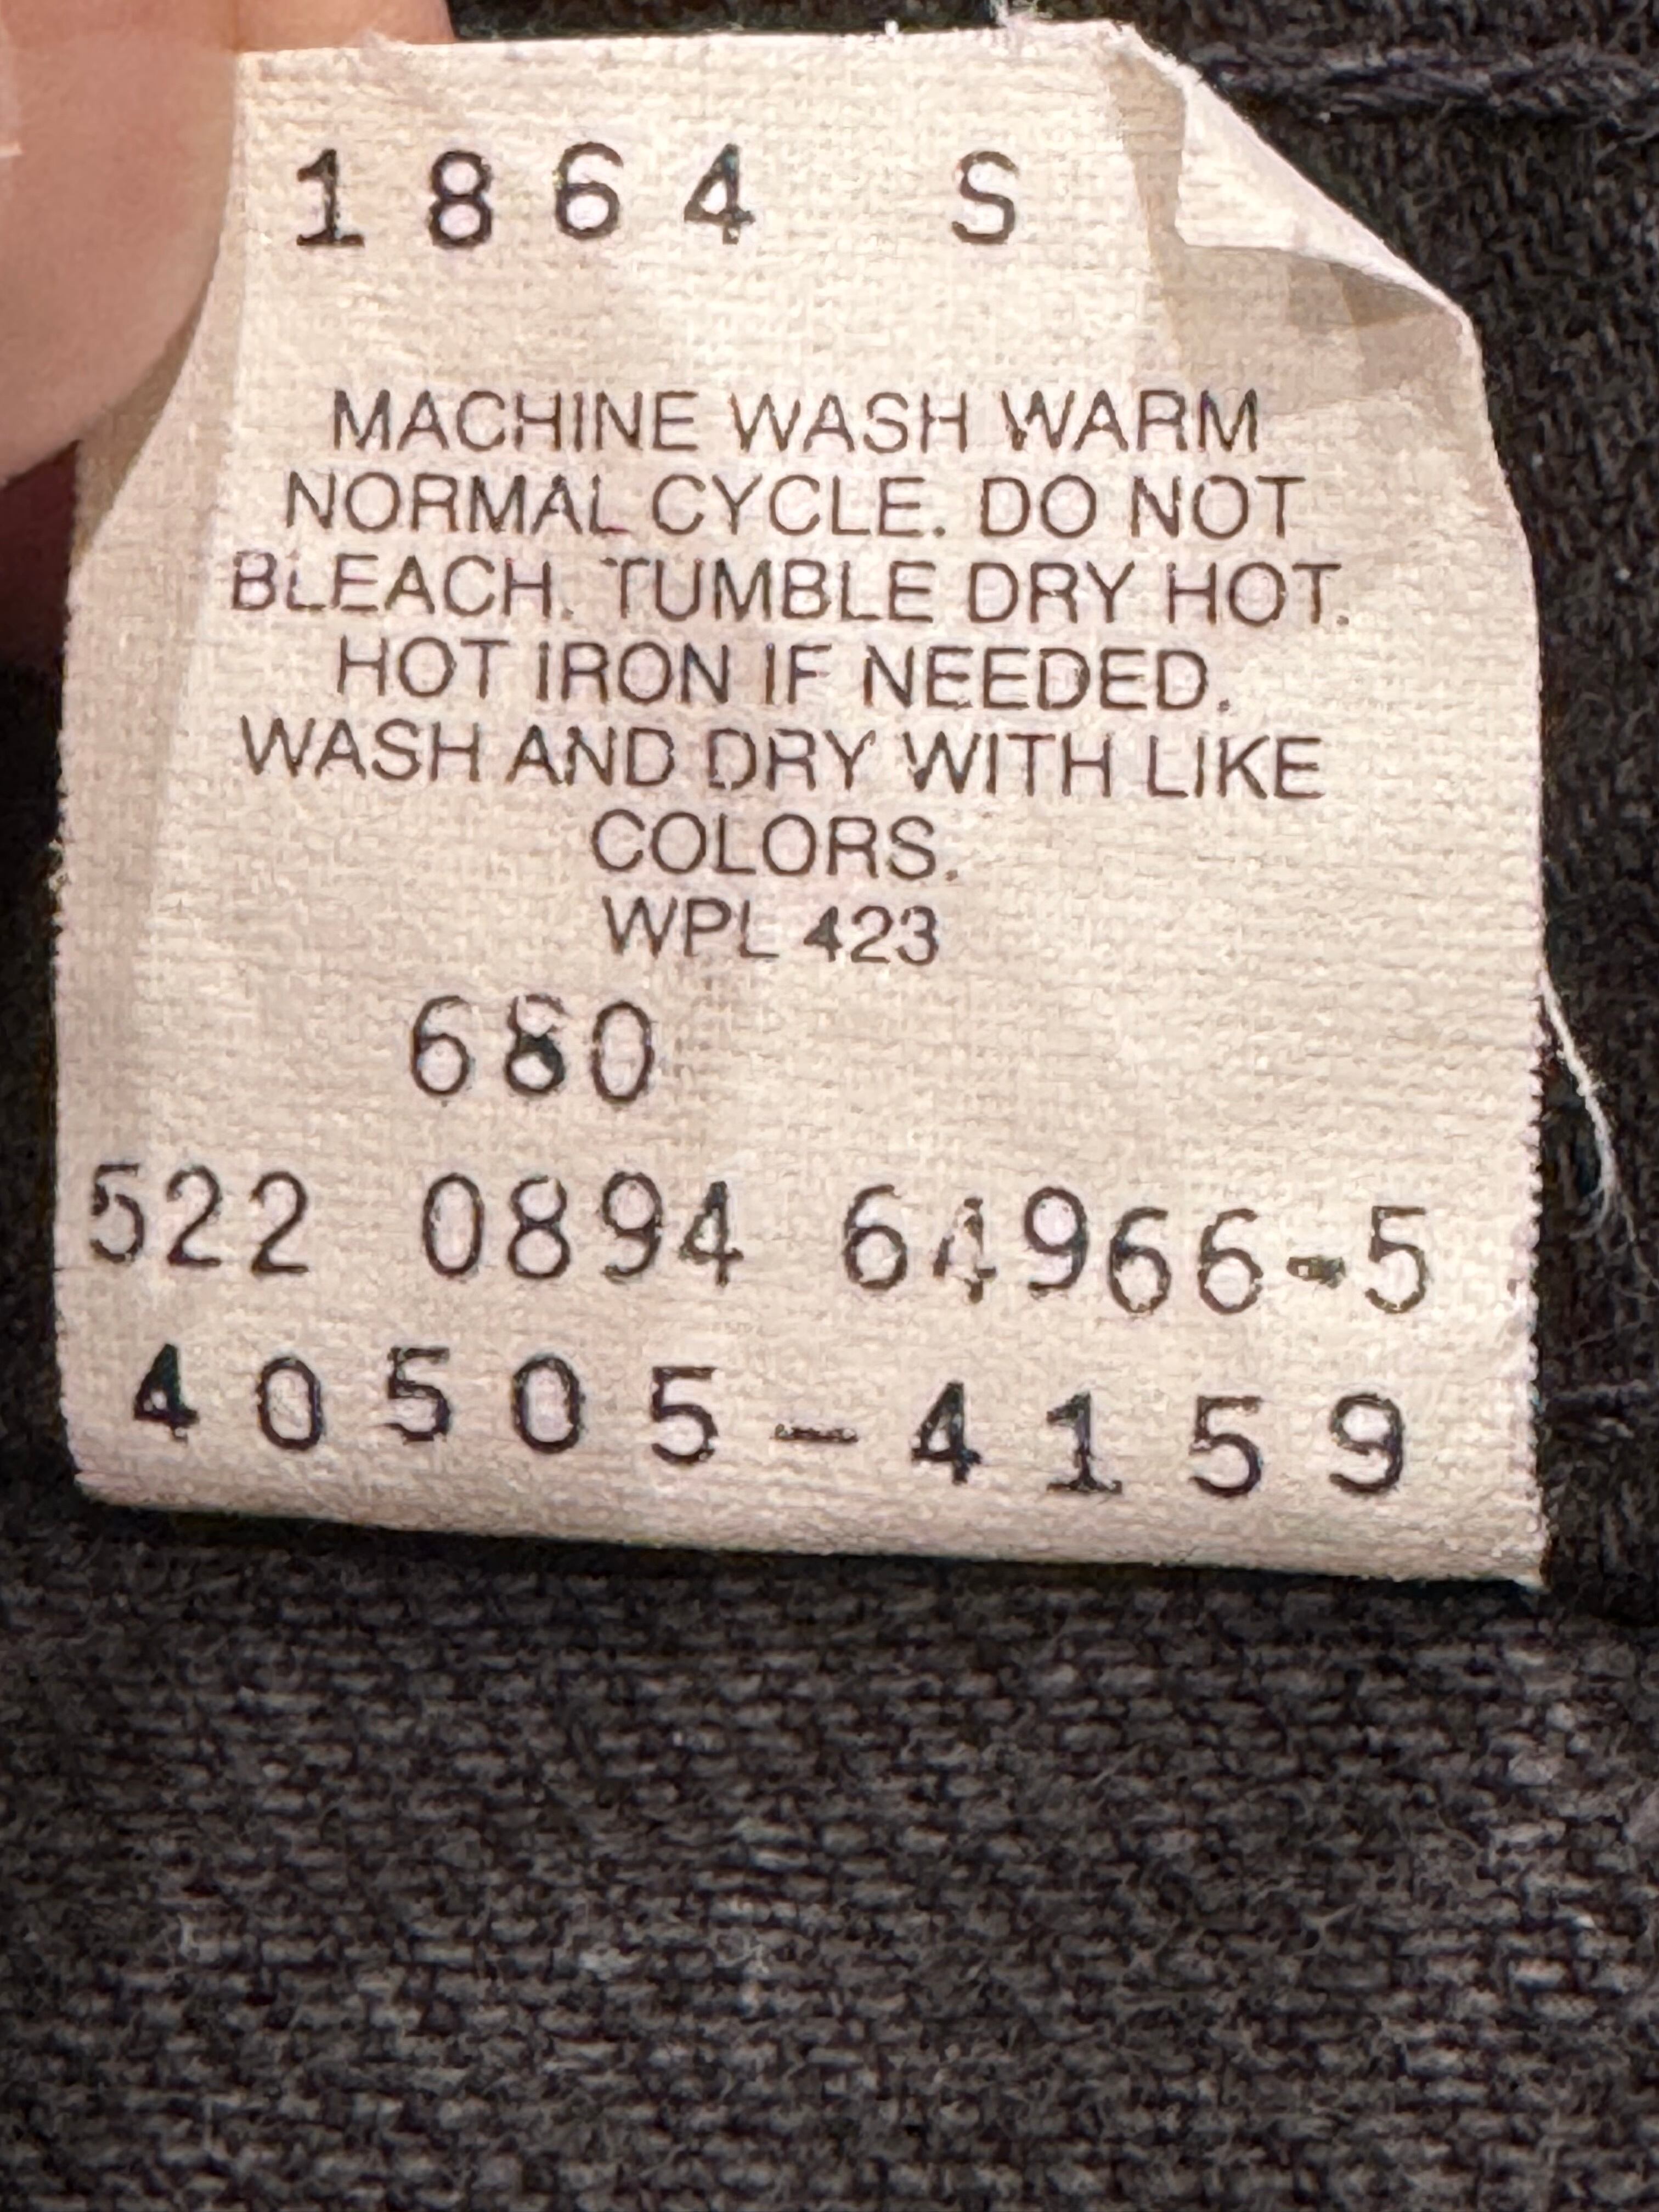 1864 S
MACHINE WASH WARM
NORMAL CYCLE. DO NOT
BLEACH. TUMBLE DRY HOT.
HOT IRON IF NEEDED.
WASH AND DRY WITH LIKE
COLORS.
WPL 423
680
522 0894 64966-5
40505-4159